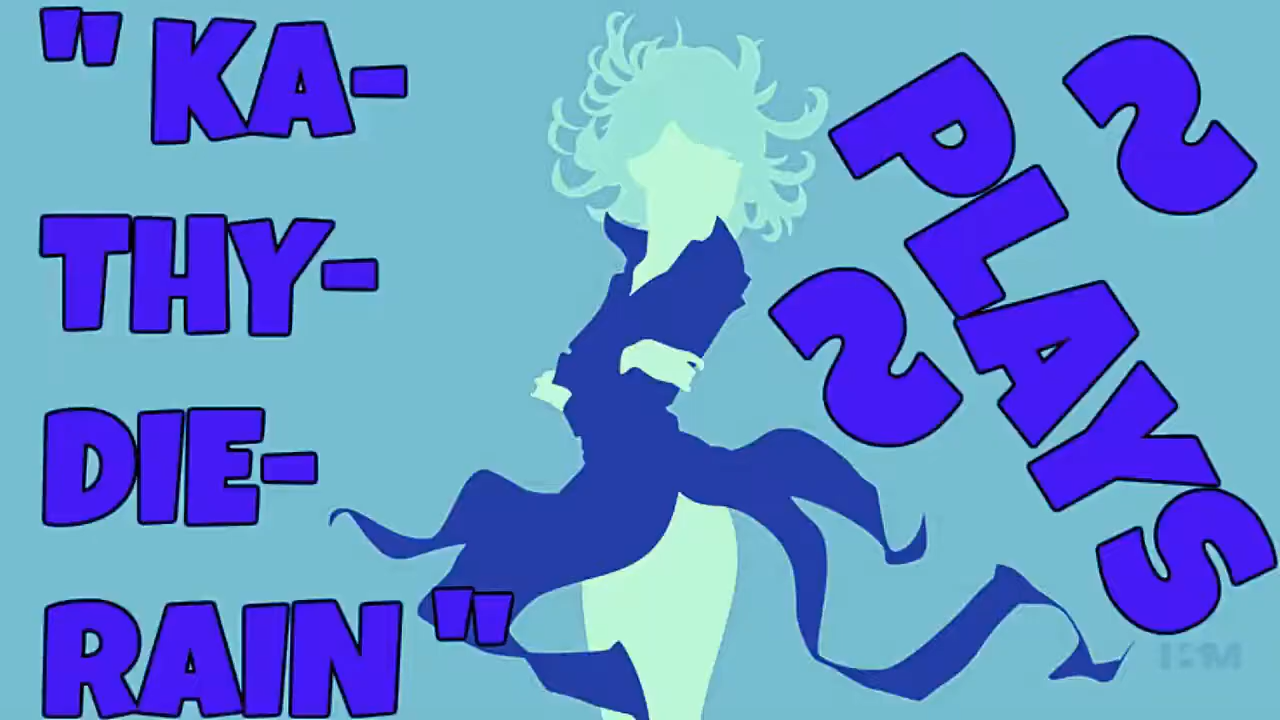 "KA-
THY-
DIE-
RAIN"
~
PLAYS
~